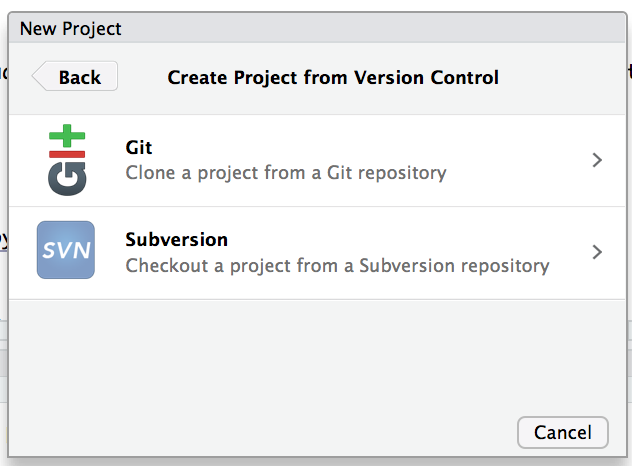 New Project
Back
Create Project from Version Control
Git
Clone a project from a Git repository
SVN
Subversion
Checkout a project from a Subversion repository
Cancel